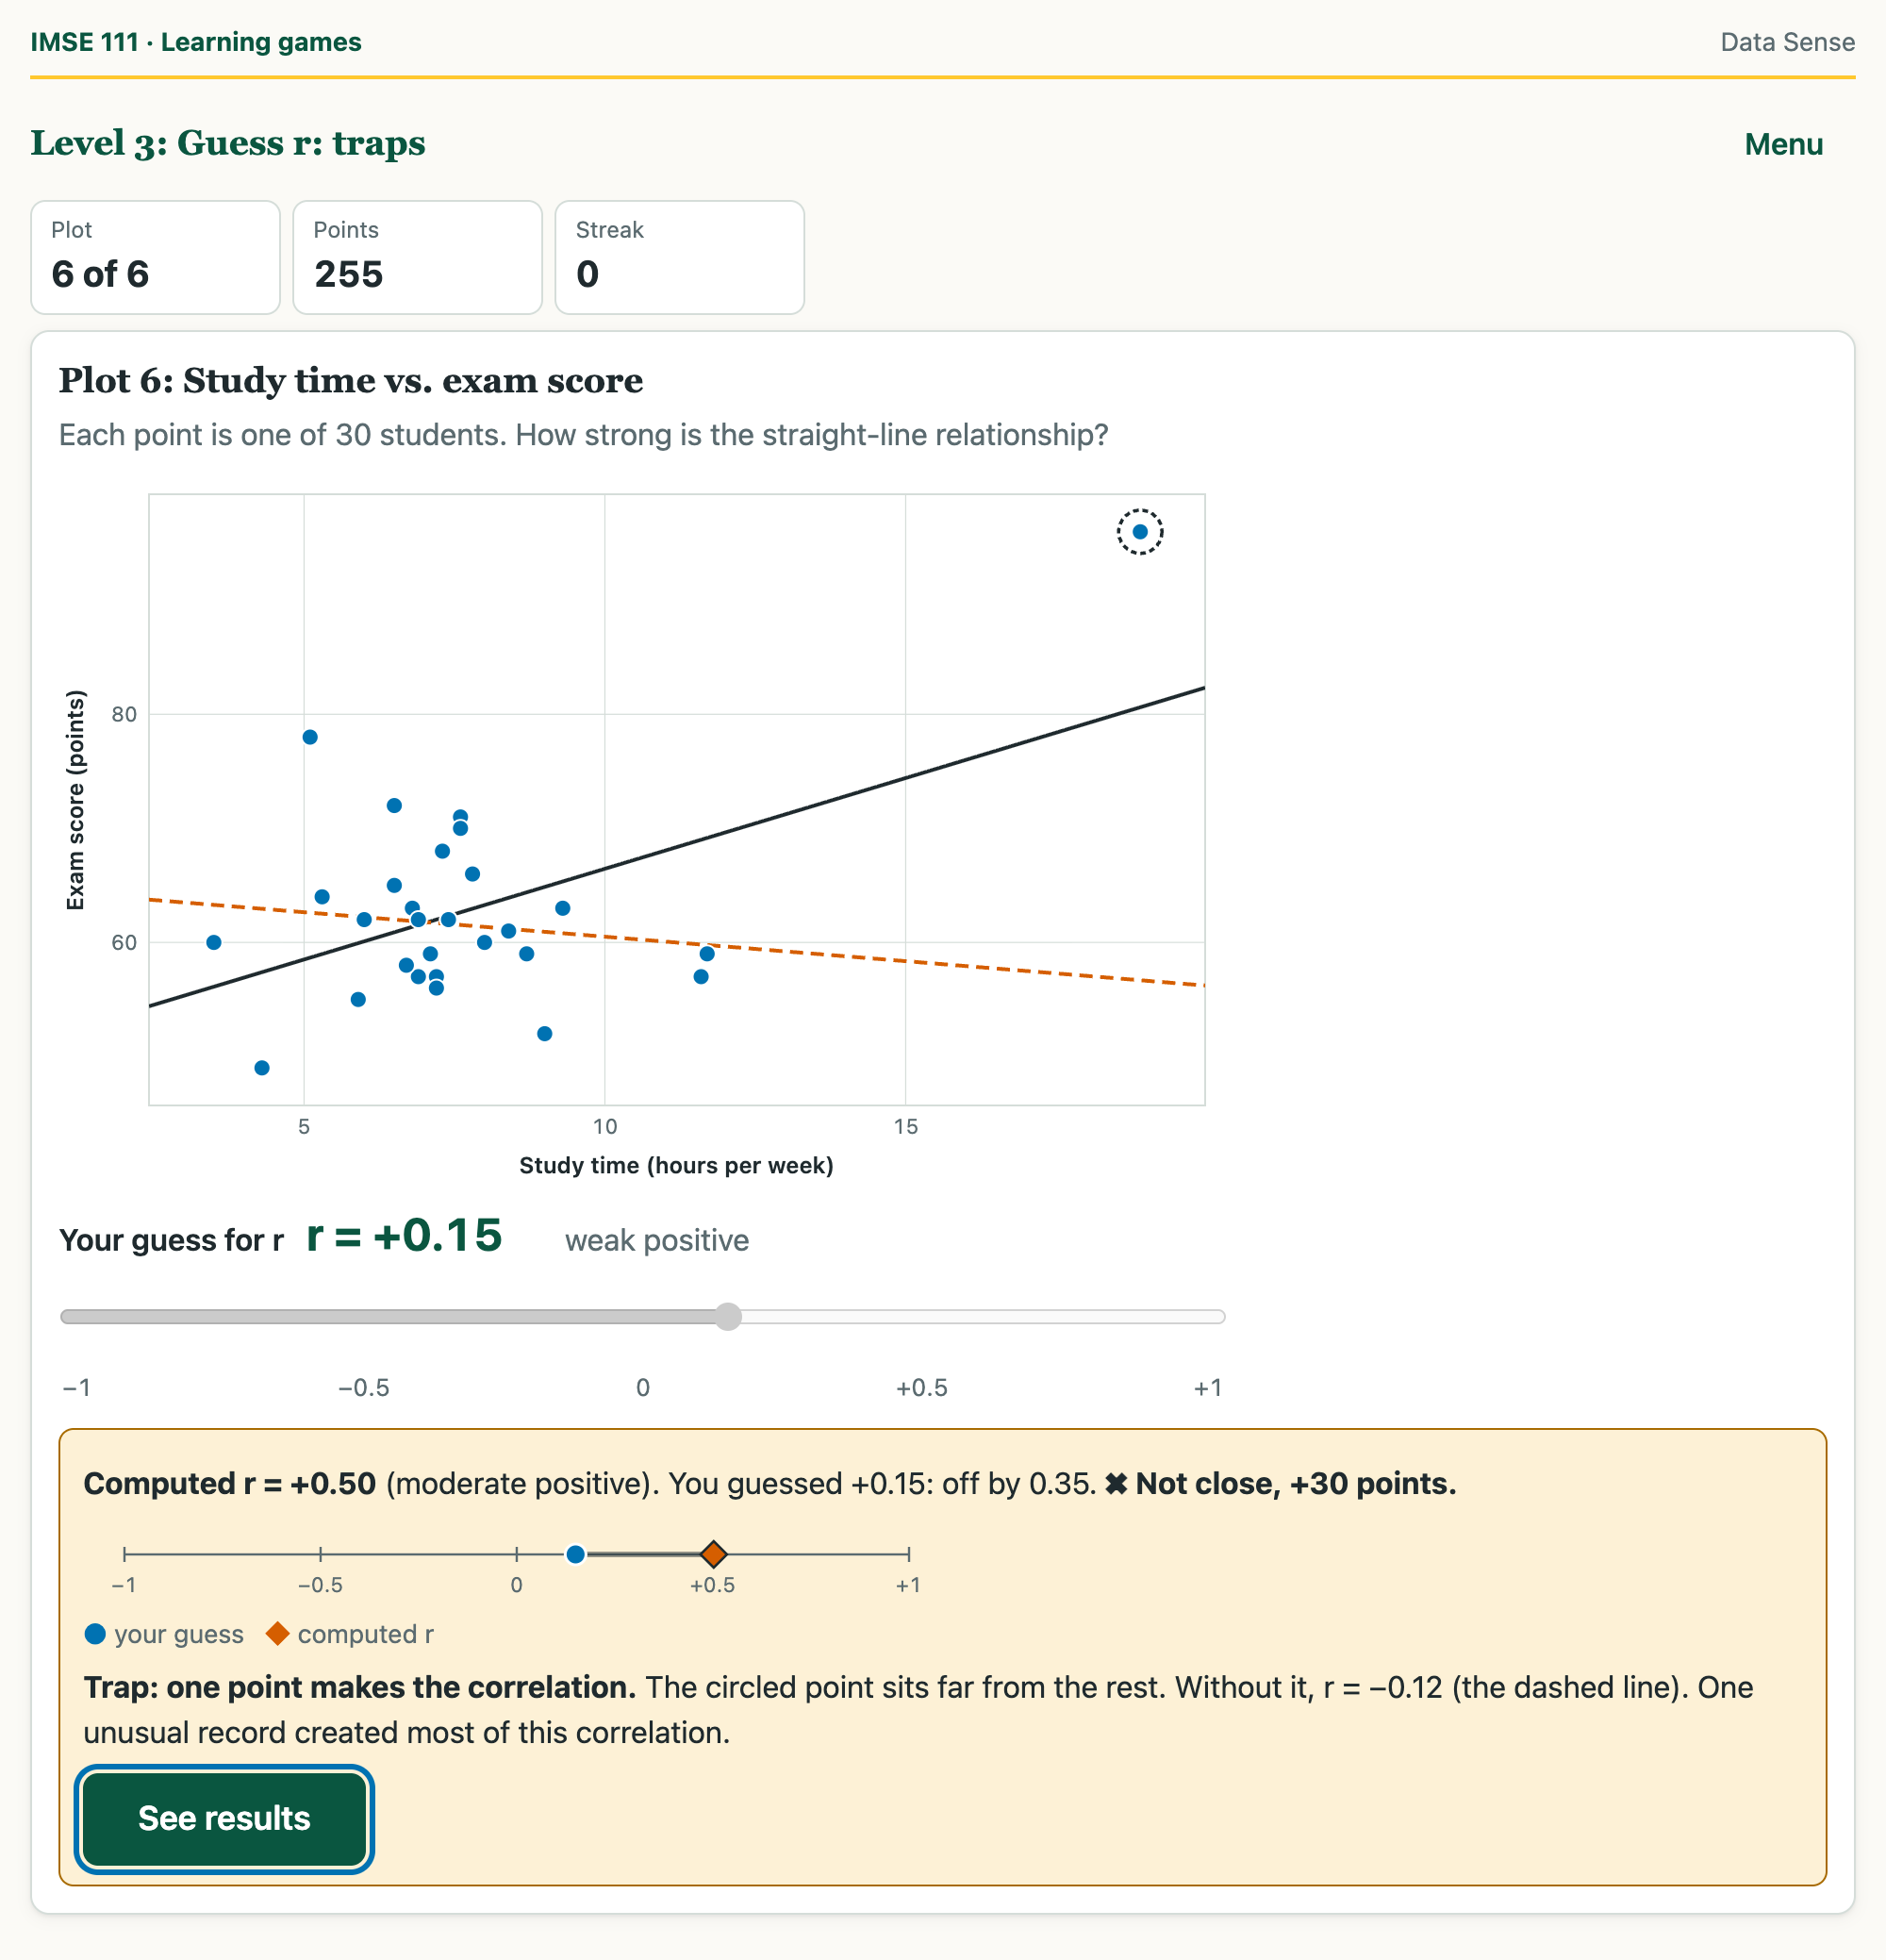 IMSE 111 · Learning games
Data Sense
Level 3: Guess r: traps
Menu
Plot
6 of 6
Points
255
Streak
0
Plot 6: Study time vs. exam score
Each point is one of 30 students. How strong is the straight-line relationship?
Exam score (points)
80
60
5
10
15
Study time (hours per week)
Your guess for r r = +0.15 weak positive
−1
−0.5
0
+0.5
+1
Computed r = +0.50 (moderate positive). You guessed +0.15: off by 0.35. ✖ Not close, +30 points.
−1
−0.5
0
+0.5
+1
your guess
computed r
Trap: one point makes the correlation. The circled point sits far from the rest. Without it, r = −0.12 (the dashed line). One
unusual record created most of this correlation.
See results